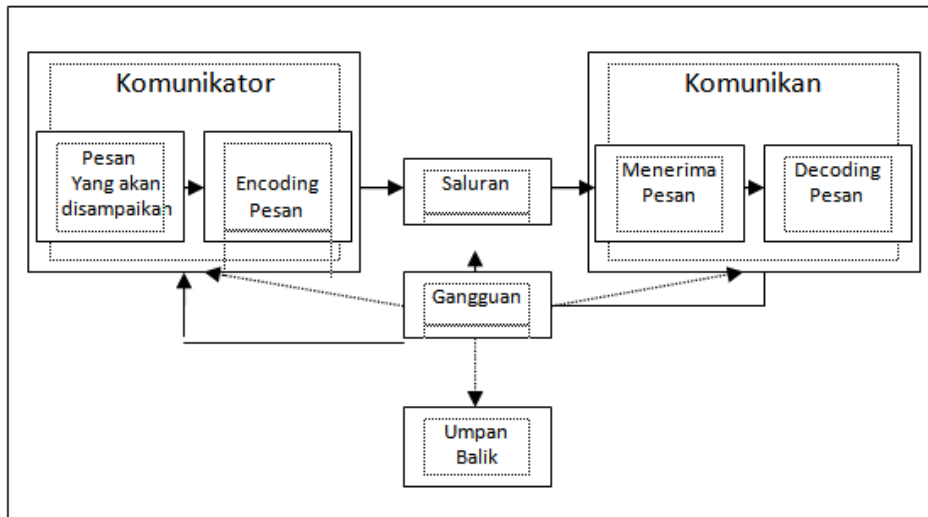 Komunikator
Pesan
Yang akan
disampaikan
Encoding
Pesan
Saluran
Komunikan
Menerima
Pesan
Decoding
Pesan
Gangguan
Umpan
Balik